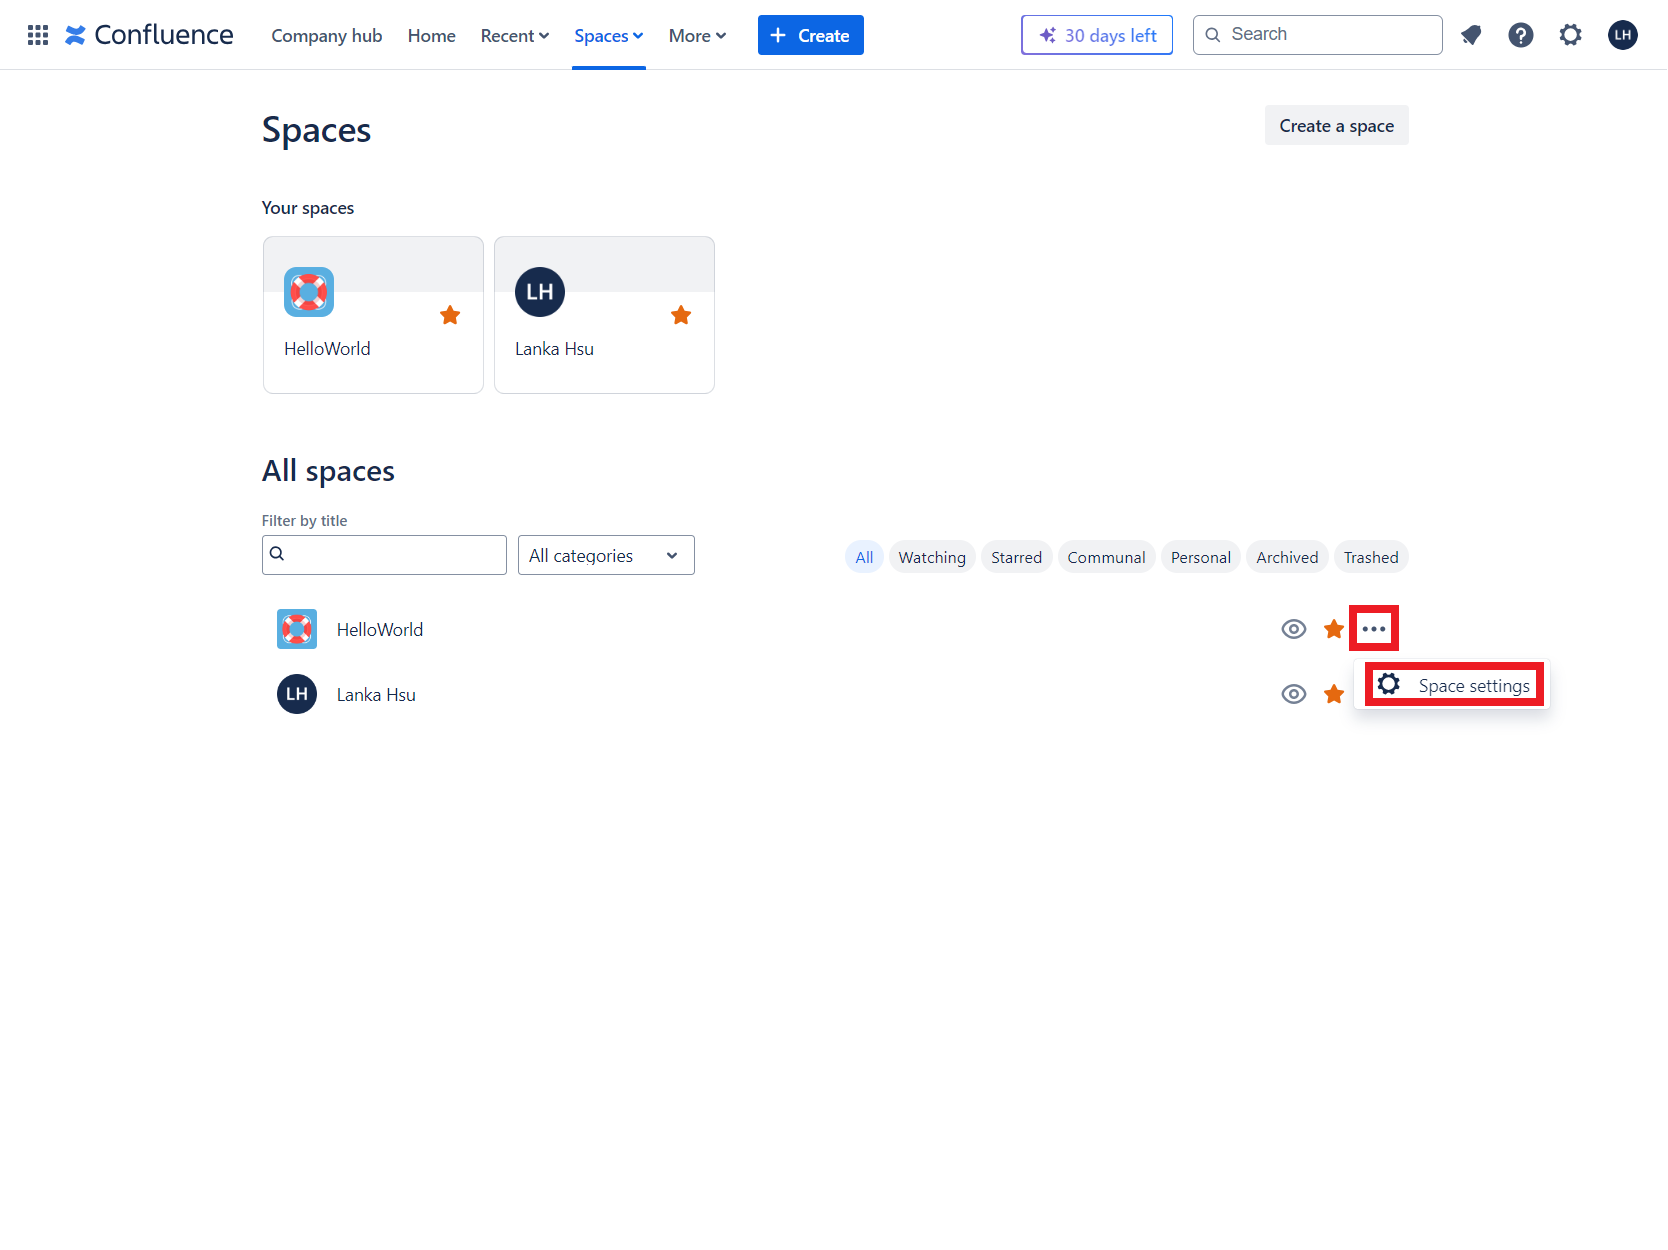 Confluence Company hub Home Recent Spaces More + Create 30 days left Search LH
Spaces
Create a space
Your spaces
LH
HelloWorld Lanka Hsu
All spaces
Filter by title
All categories All Watching Starred Communal Personal Archived Trashed
HelloWorld
LH Lanka Hsu
Space settings